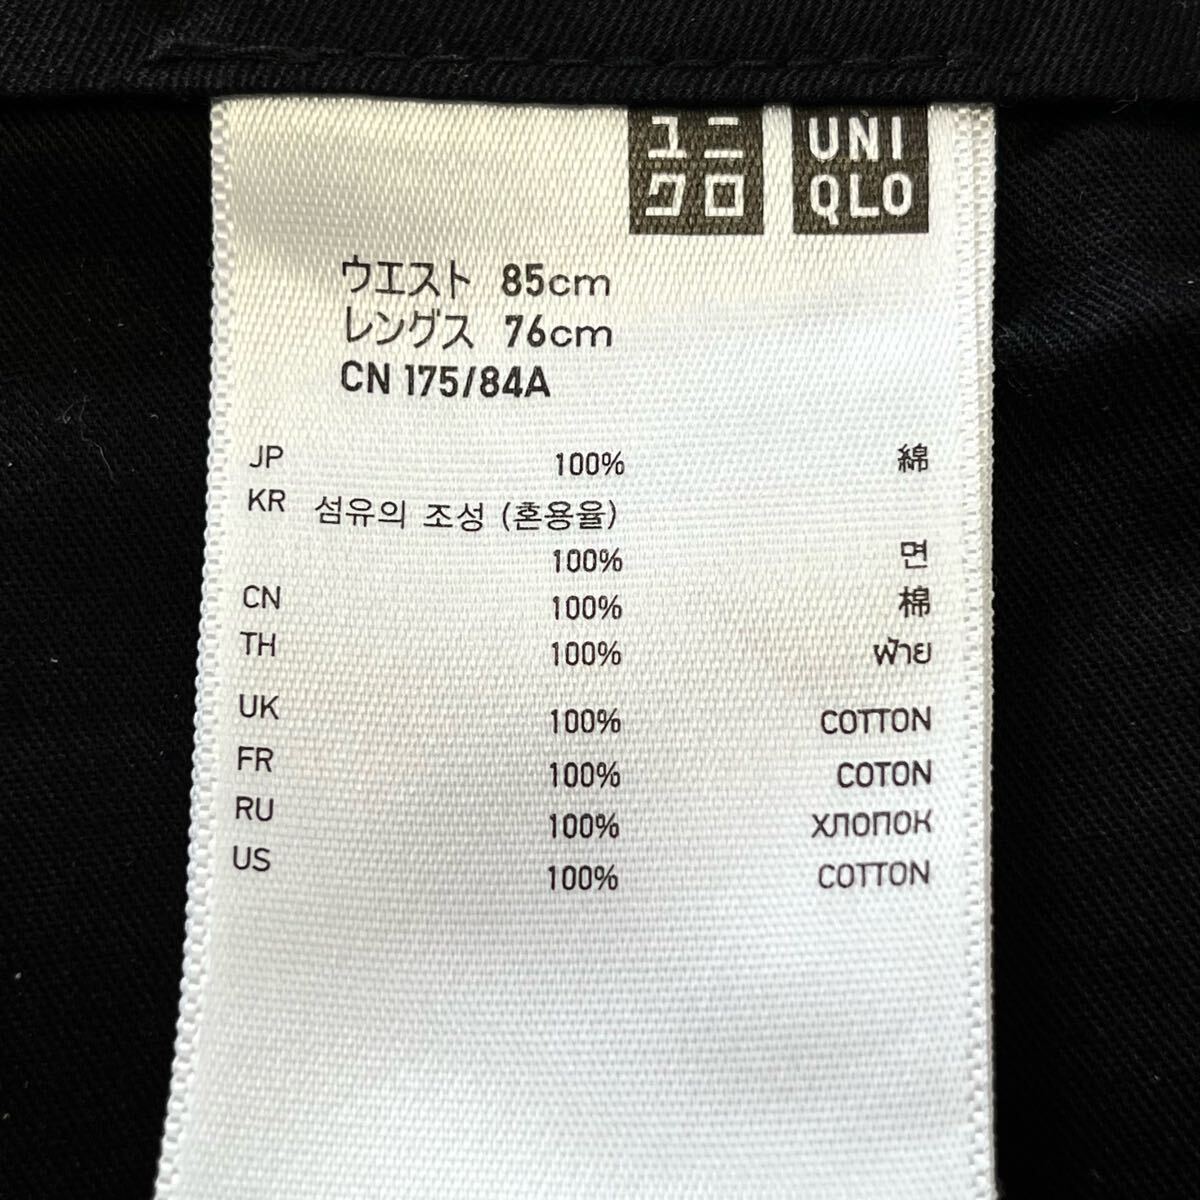 ユニ
クロ
UNI
QLO
ウエスト 85cm
レングス 76cm
CN 175/84A
JP 100% 綿
KR 섬유의 조성 (혼용율)
100% 면
CN 100% 棉
TH 100% ฝ้าย
UK 100% COTTON
FR 100% COTON
RU 100% ХЛОПОК
US 100% COTTON